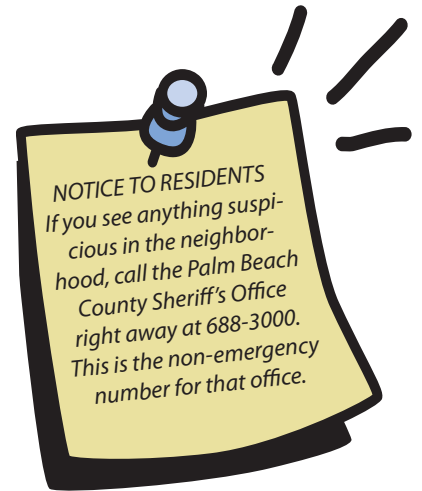 NOTICE TO RESIDENTS
If you see anything suspi-
cious in the neighbor-
hood, call the Palm Beach
County Sheriff's Office
right away at 688-3000.
This is the non-emergency
number for that office.